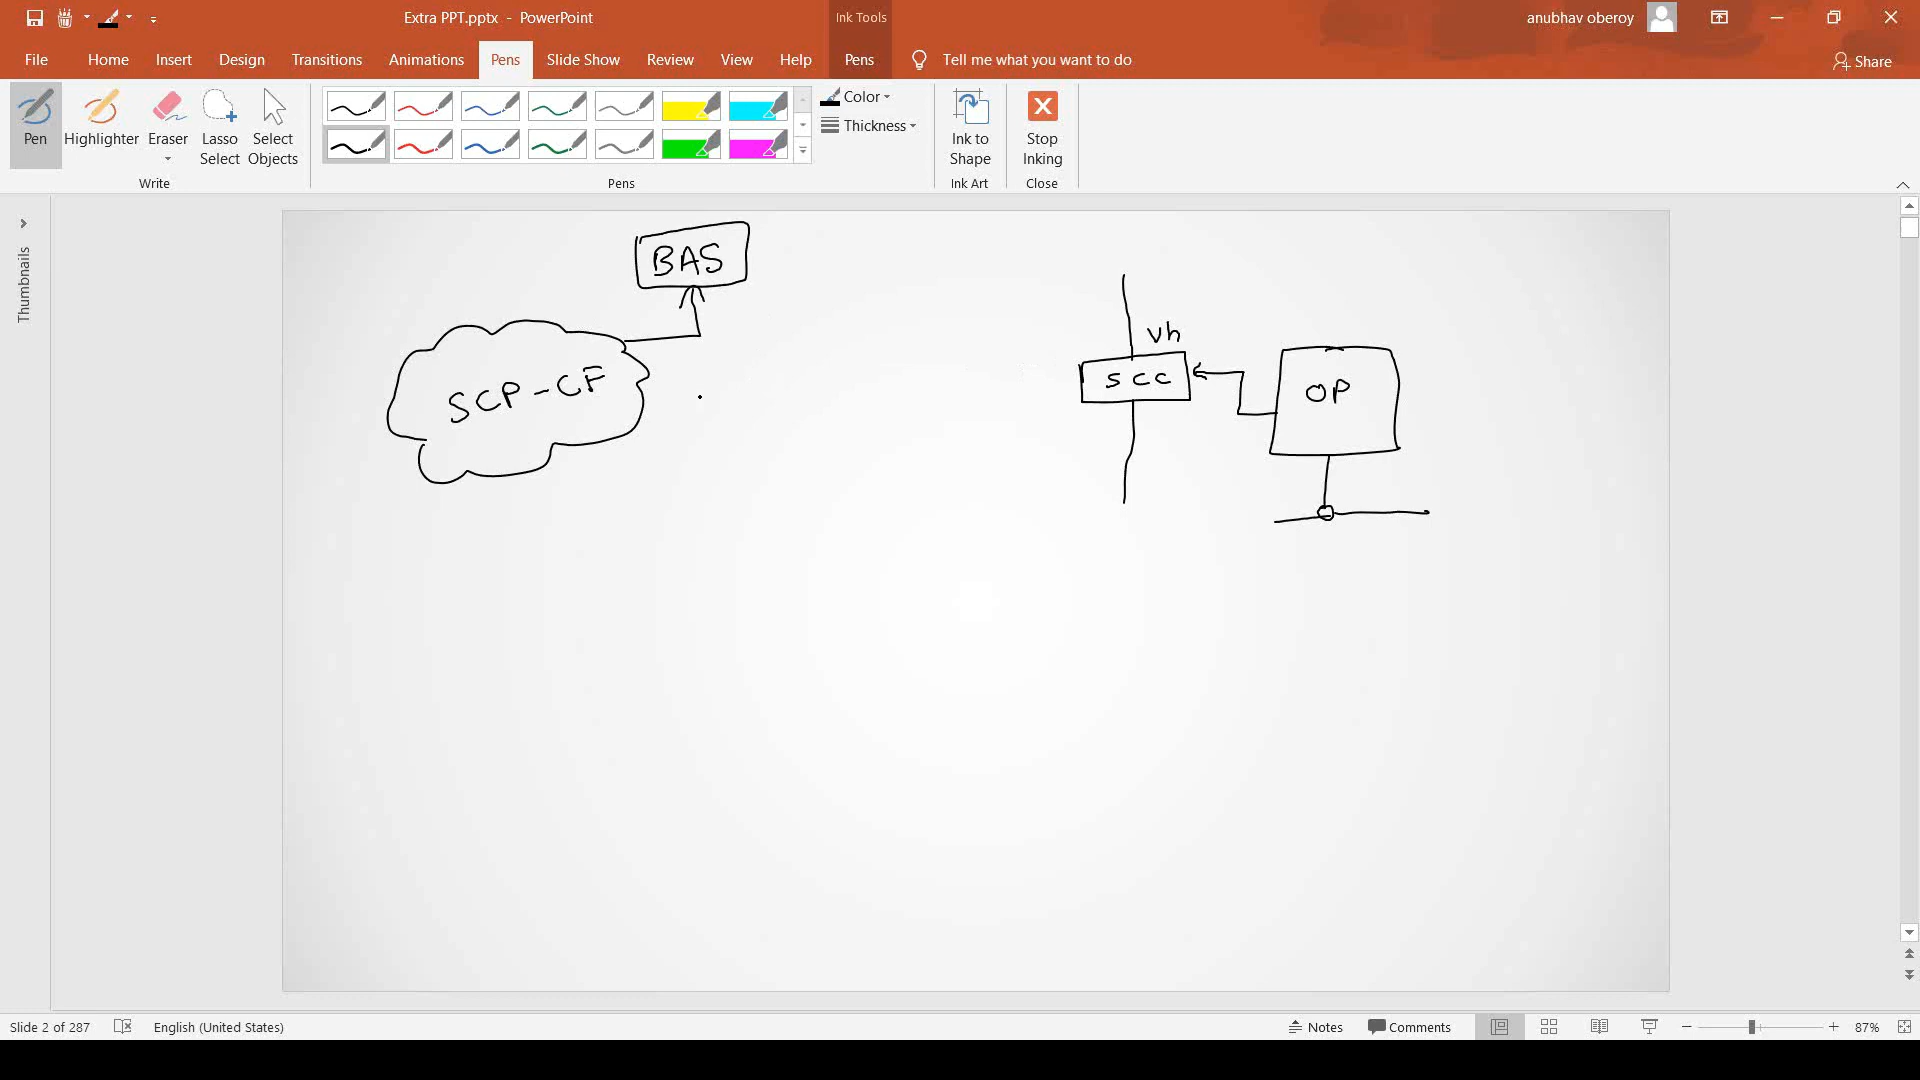 Extra PPT.pptx - PowerPoint
Ink Tools
anubhav oberoy
File Home Insert Design Transitions Animations Pens Slide Show Review View Help Pens Tell me what you want to do Share
Pen Highlighter Eraser Lasso Select Select Objects
Color
Thickness
Ink to Shape
Stop Inking
Write
Pens
Ink Art
Close
Thumbnails
BAS
SCP-CF
vh
SCC
OP
Slide 2 of 287
English (United States)
Notes
Comments
87%